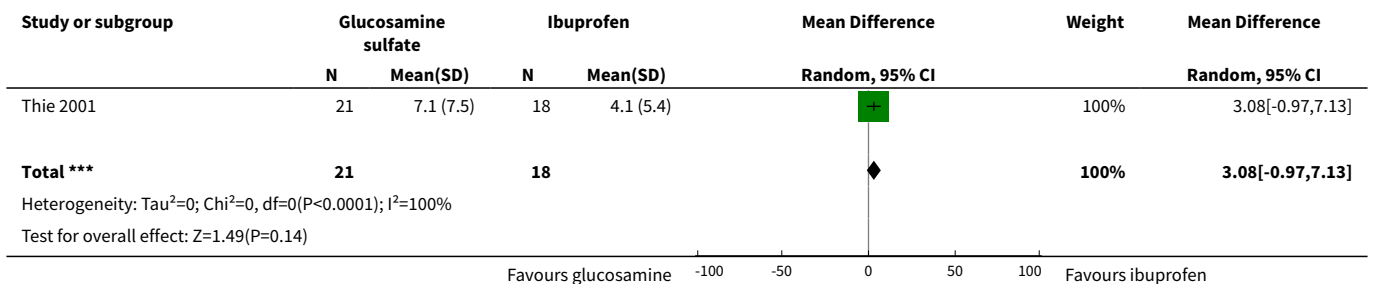 Study or subgroup Glucosamine sulfate Ibuprofen Mean Difference Weight Mean Difference
N Mean(SD) N Mean(SD) Random, 95% CI Random, 95% CI
Thie 2001 21 7.1 (7.5) 18 4.1 (5.4) 100% 3.08[-0.97,7.13]
Total *** 21 18 100% 3.08[-0.97,7.13]
Heterogeneity: Tau²=0; Chi²=0, df=0(P<0.0001); I²=100%
Test for overall effect: Z=1.49(P=0.14)
Favours glucosamine -100 -50 0 50 100 Favours ibuprofen